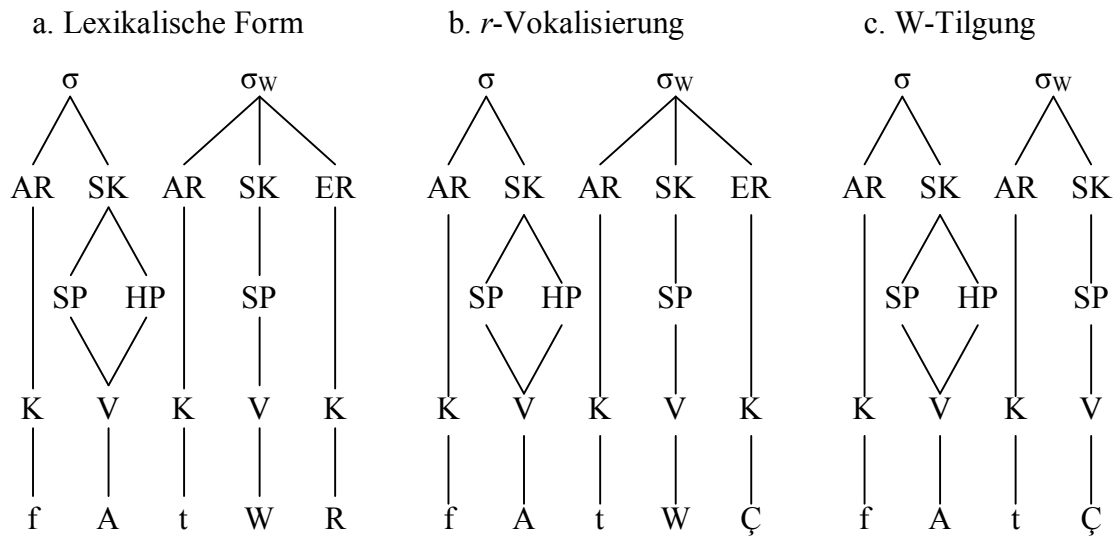 a. Lexikalische Form b. r-Vokalisierung c. W-Tilgung
σ σW σ σW σ σW
AR SK AR SK ER AR SK AR SK ER AR SK AR SK
SP HP SP SP HP SP SP HP SP
K V K V K K V K V K K V K V
f A t W R f A t W Ç f A t Ç